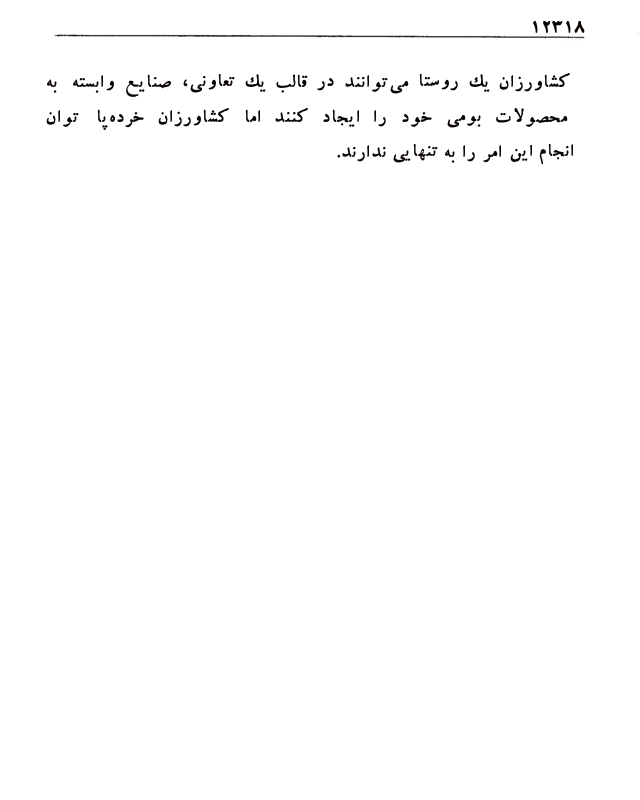 ۱۲۳۱۸
کشاورزان یك روستا می‌توانند در قالب یك تعاونی، صنایع وابسته به
محصولات بومی خود را ایجاد کنند اما کشاورزان خرده‌پا توان
انجام این امر را به تنهایی ندارند.